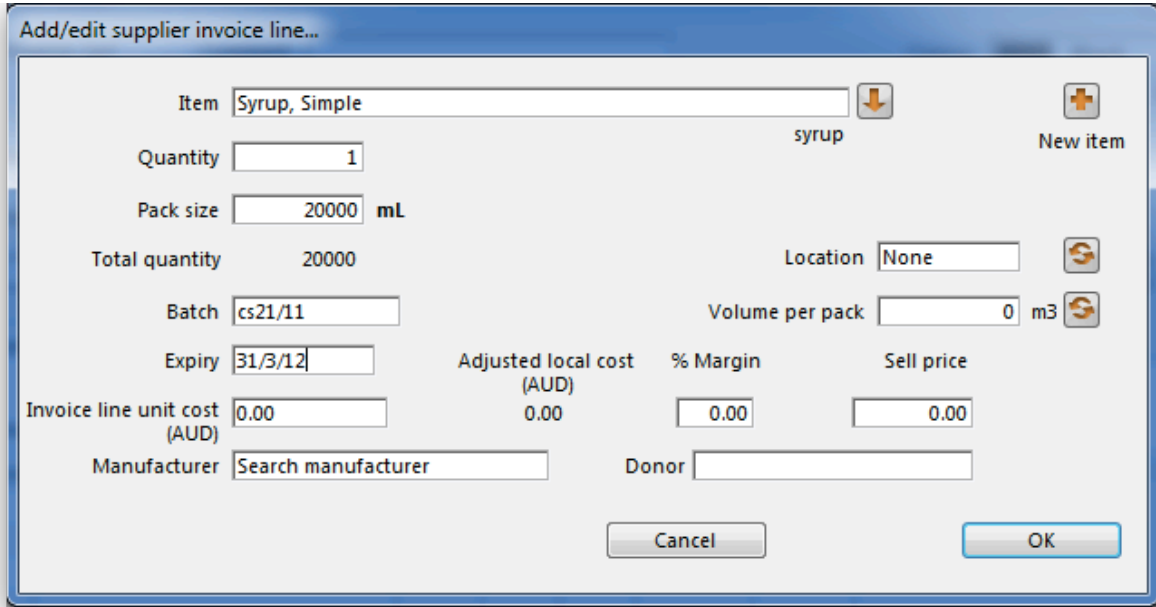 Add/edit supplier invoice line...
Item Syrup, Simple
syrup New item
Quantity 1
Pack size 20000 mL
Total quantity 20000 Location None
Batch cs21/11 Volume per pack 0 m3
Expiry 31/3/12 Adjusted local cost % Margin Sell price
(AUD)
Invoice line unit cost 0.00 0.00 0.00 0.00
(AUD)
Manufacturer Search manufacturer Donor
Cancel OK